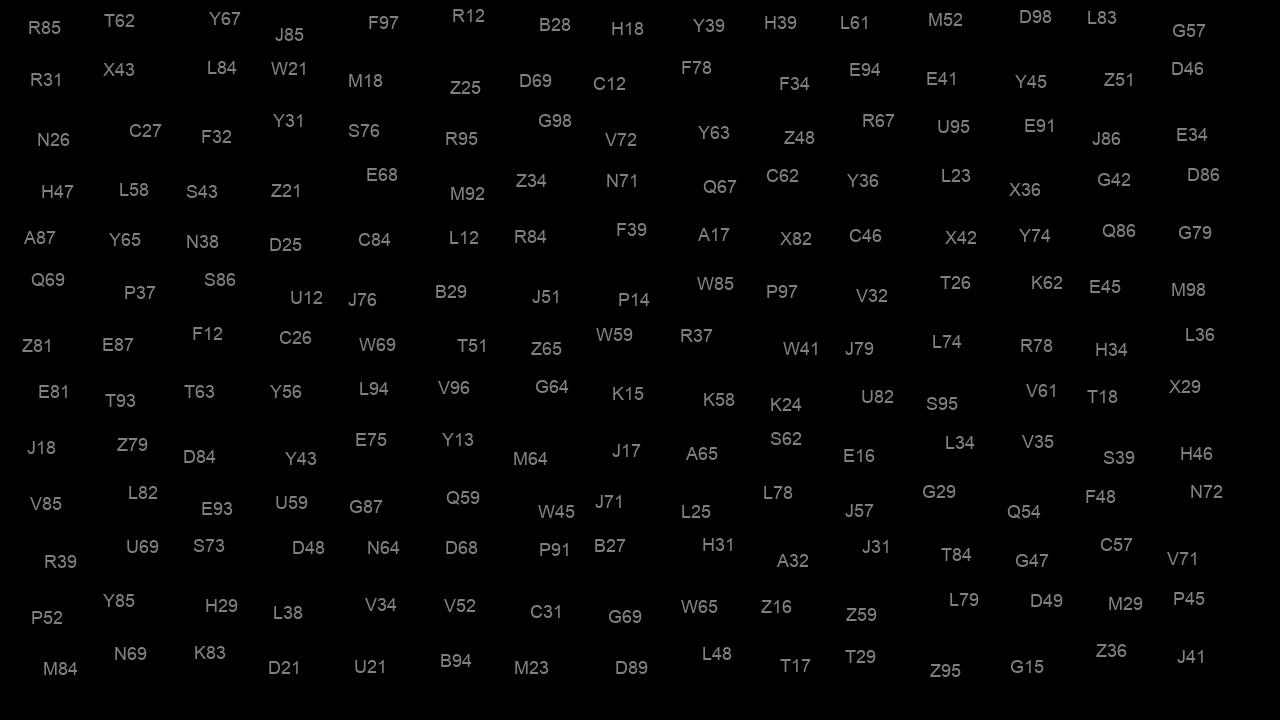 R85 T62 Y67 J85 F97 R12 B28 H18 Y39 H39 L61 M52 D98 L83 G57
R31 X43 L84 W21 M18 Z25 D69 C12 F78 F34 E94 E41 Y45 Z51 D46
N26 C27 F32 Y31 S76 R95 G98 V72 Y63 Z48 R67 U95 E91 J86 E34
H47 L58 S43 Z21 E68 M92 Z34 N71 Q67 C62 Y36 L23 X36 G42 D86
A87 Y65 N38 D25 C84 L12 R84 F39 A17 X82 C46 X42 Y74 Q86 G79
Q69 P37 S86 U12 J76 B29 J51 P14 W85 P97 V32 T26 K62 E45 M98
Z81 E87 F12 C26 W69 T51 Z65 W59 R37 W41 J79 L74 R78 H34 L36
E81 T93 T63 Y56 L94 V96 G64 K15 K58 K24 U82 S95 V61 T18 X29
J18 Z79 D84 Y43 E75 Y13 M64 J17 A65 S62 E16 L34 V35 S39 H46
V85 L82 E93 U59 G87 Q59 W45 J71 L25 L78 J57 G29 Q54 F48 N72
R39 U69 S73 D48 N64 D68 P91 B27 H31 A32 J31 T84 G47 C57 V71
P52 Y85 H29 L38 V34 V52 C31 G69 W65 Z16 Z59 L79 D49 M29 P45
M84 N69 K83 D21 U21 B94 M23 D89 L48 T17 T29 Z95 G15 Z36 J41